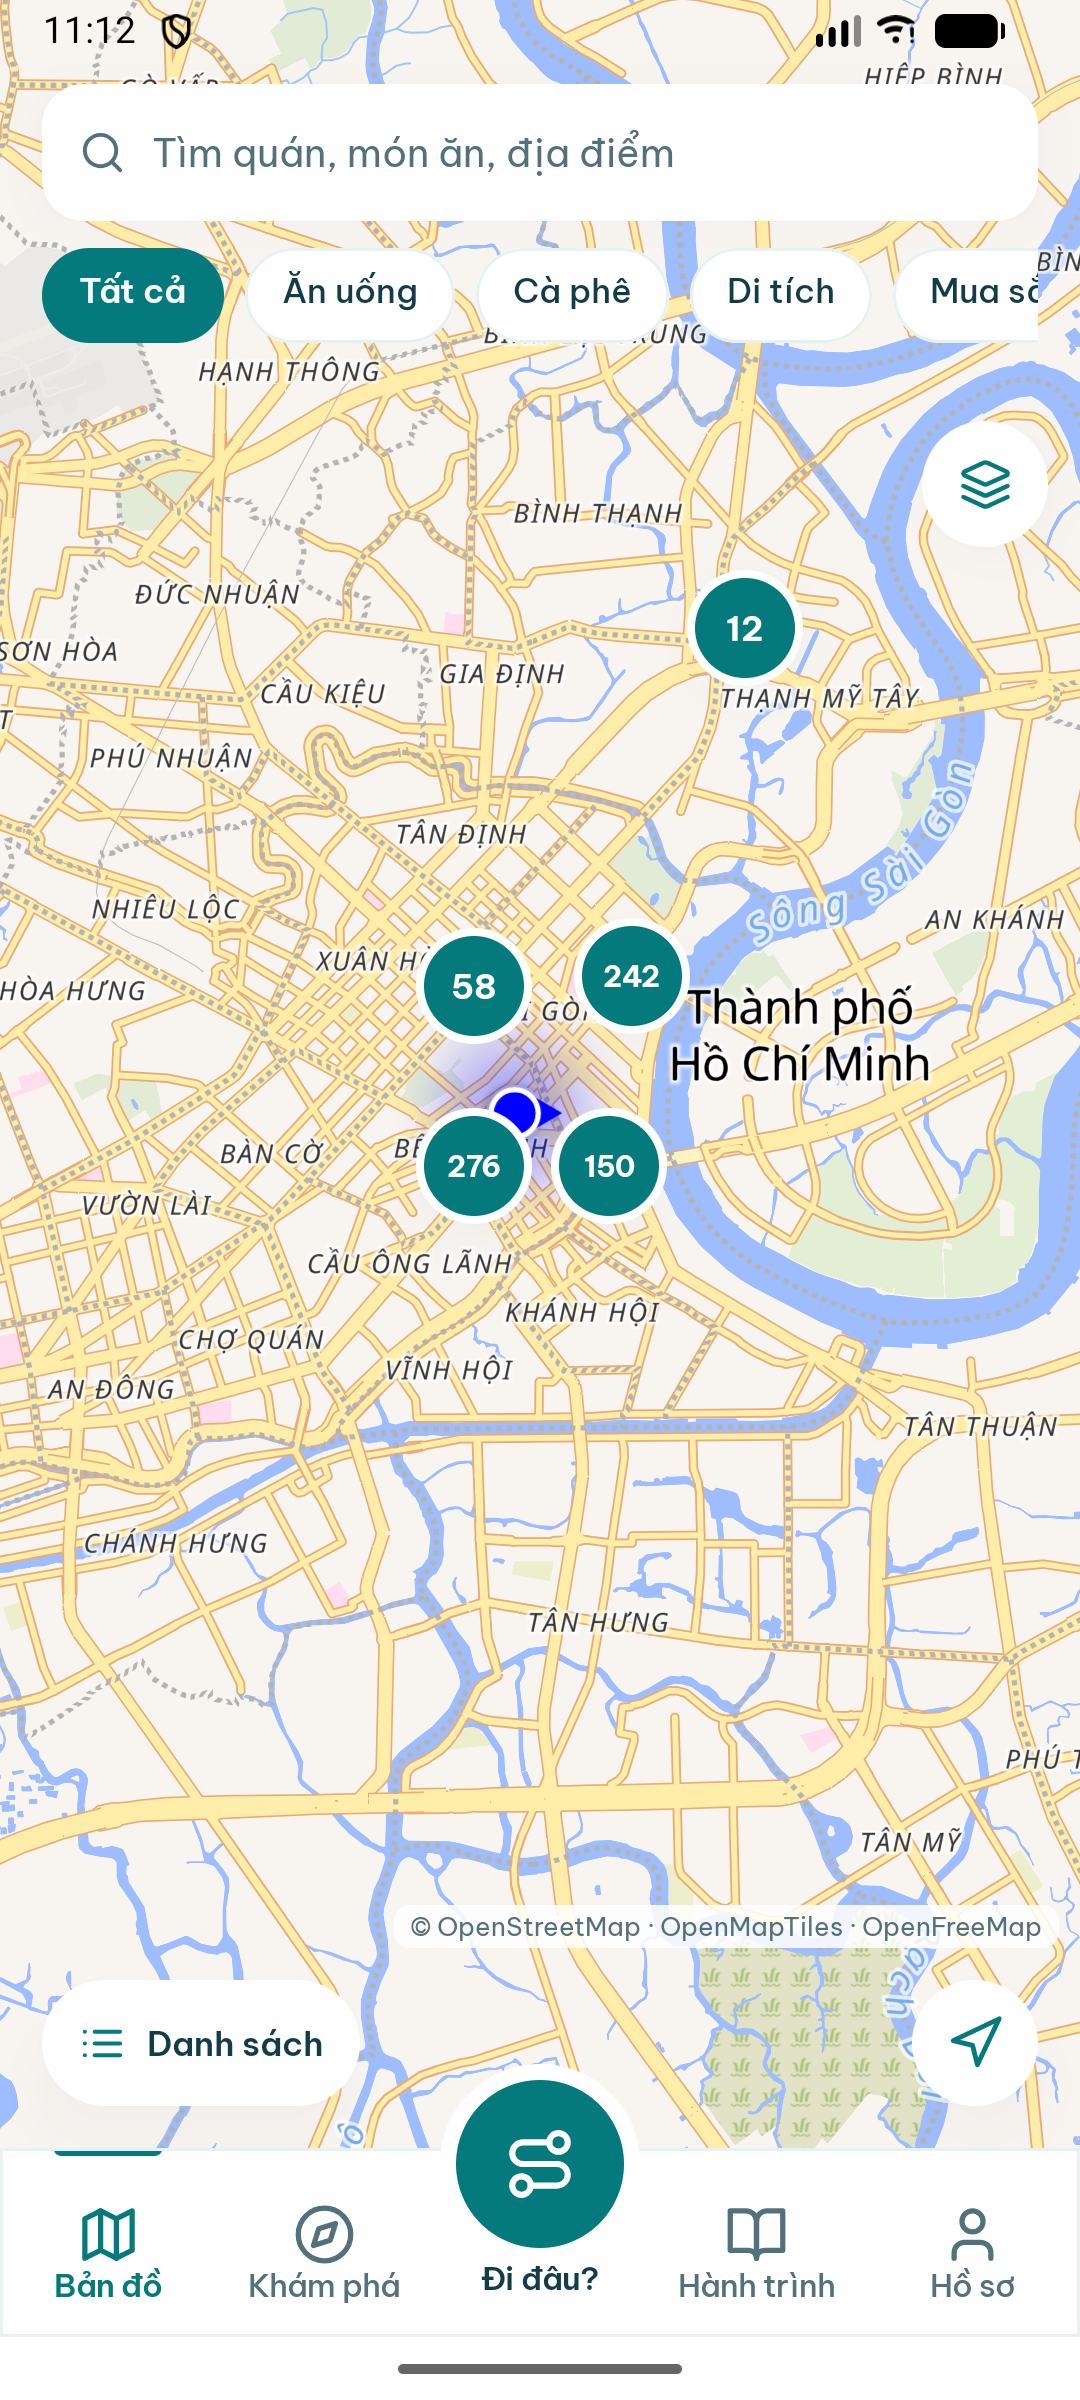 11:12
HIỆP BÌNH
Tìm quán, món ăn, địa điểm
Tất cả
Ăn uống
Cà phê
Di tích
Mua
HẠNH THÔNG
BÌNH THẠNH
ĐỨC NHUẬN
12
SƠN HÒA
GIA ĐỊNH
CẦU KIỆU
THẠNH MỸ TÂY
PHÚ NHUẬN
TÂN ĐỊNH
Sông Sài Gòn
NHIÊU LỘC
AN KHÁNH
XUÂN
58
242
HÒA HƯNG
Thành phố
Hồ Chí Minh
BÀN CỜ
276
150
VƯỜN LÀI
CẦU ÔNG LÃNH
KHÁNH HỘI
CHỢ QUÁN
VĨNH HỘI
AN ĐÔNG
TÂN THUẬN
CHÁNH HƯNG
TÂN HƯNG
PHÚ
TÂN MỸ
© OpenStreetMap · OpenMapTiles · OpenFreeMap
Danh sách
Bản đồ
Khám phá
Đi đâu?
Hành trình
Hồ sơ